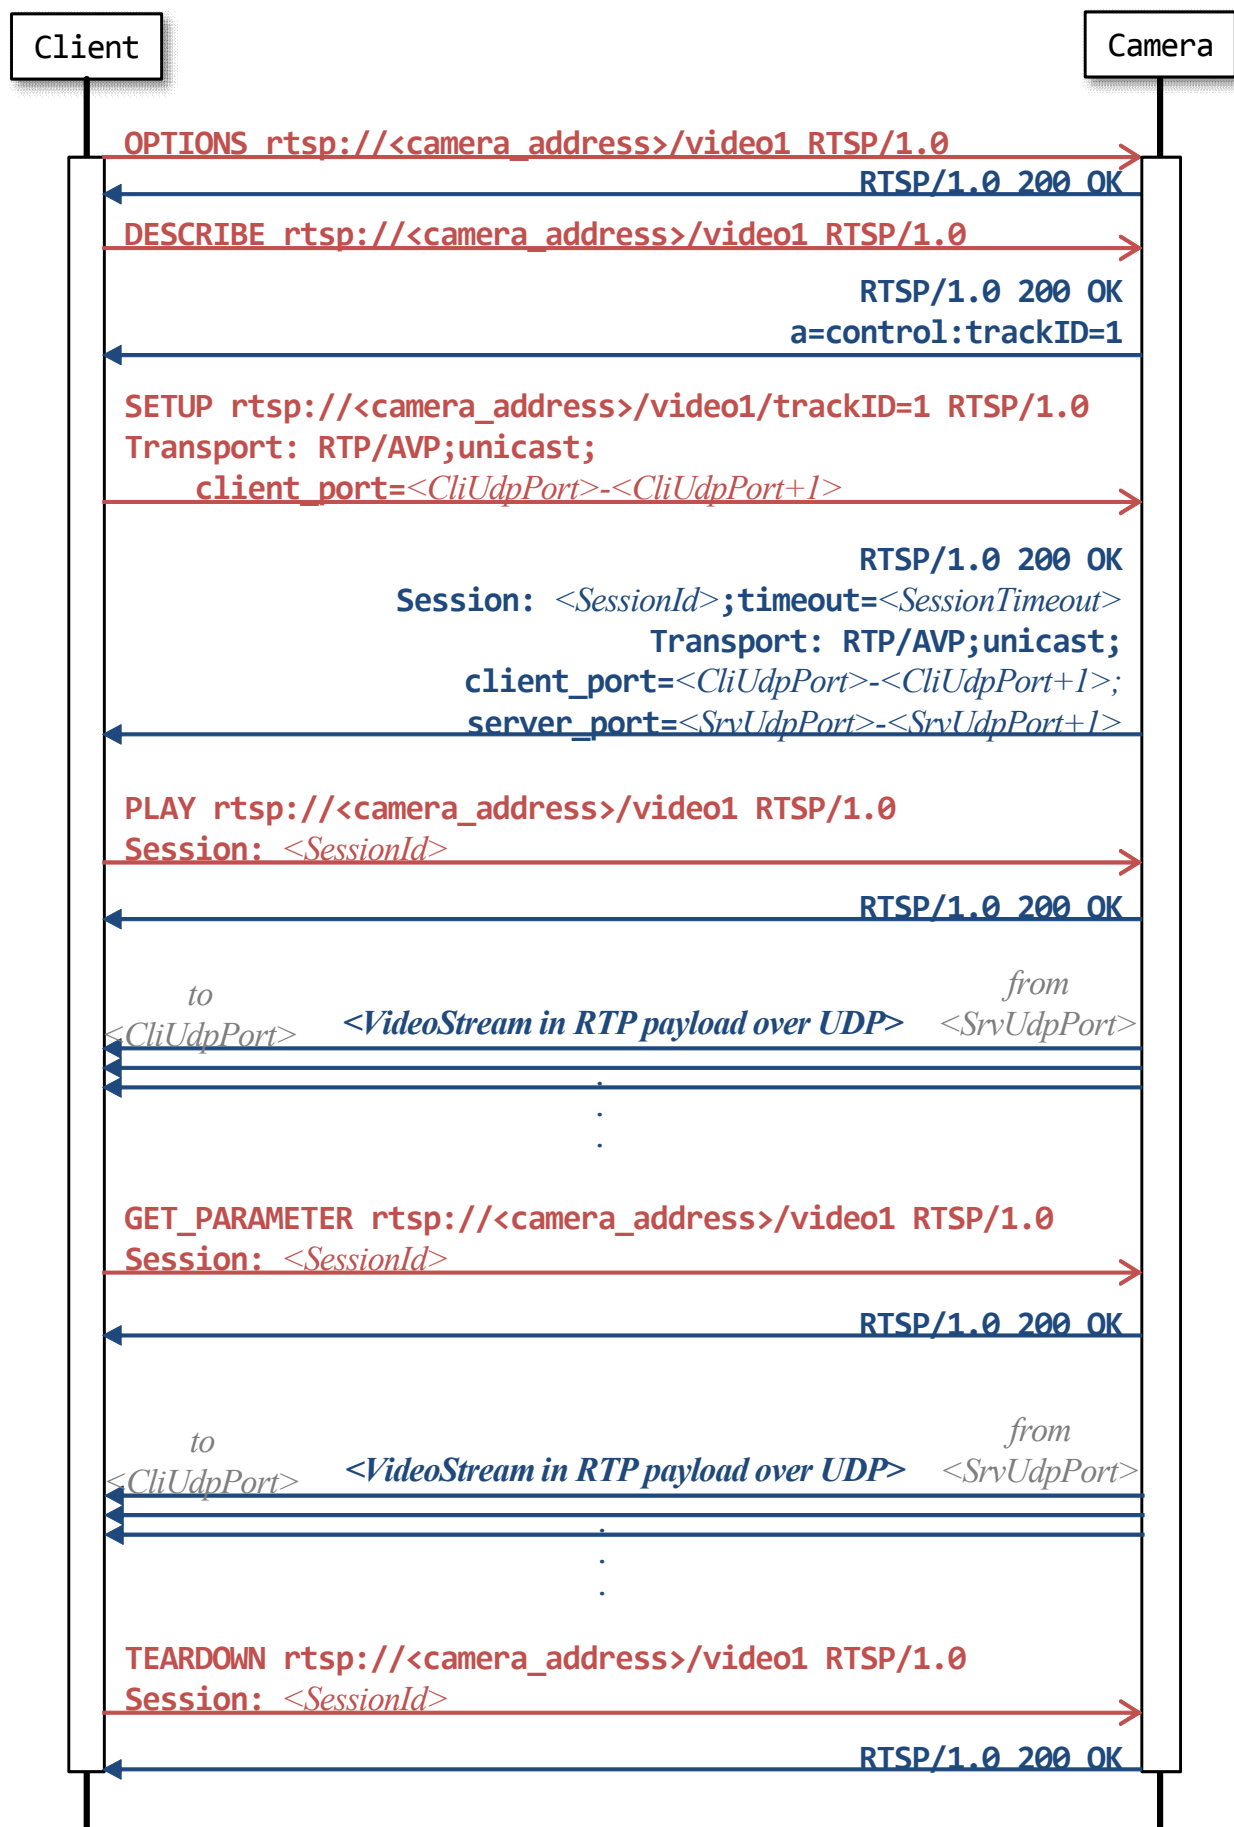 Client
Camera
OPTIONS rtsp://<camera_address>/video1 RTSP/1.0
RTSP/1.0 200 OK
DESCRIBE rtsp://<camera_address>/video1 RTSP/1.0
RTSP/1.0 200 OK
a=control:trackID=1
SETUP rtsp://<camera_address>/video1/trackID=1 RTSP/1.0
Transport: RTP/AVP;unicast;
client_port=<CliUdpPort>-<CliUdpPort+1>
RTSP/1.0 200 OK
Session: <SessionId>;timeout=<SessionTimeout>
Transport: RTP/AVP;unicast;
client_port=<CliUdpPort>-<CliUdpPort+1>;
server_port=<SrvUdpPort>-<SrvUdpPort+1>
PLAY rtsp://<camera_address>/video1 RTSP/1.0
Session: <SessionId>
RTSP/1.0 200 OK
to
<CliUdpPort>
<VideoStream in RTP payload over UDP>
from
<SrvUdpPort>
.
.
.
GET_PARAMETER rtsp://<camera_address>/video1 RTSP/1.0
Session: <SessionId>
RTSP/1.0 200 OK
to
<CliUdpPort>
<VideoStream in RTP payload over UDP>
from
<SrvUdpPort>
.
.
.
TEARDOWN rtsp://<camera_address>/video1 RTSP/1.0
Session: <SessionId>
RTSP/1.0 200 OK